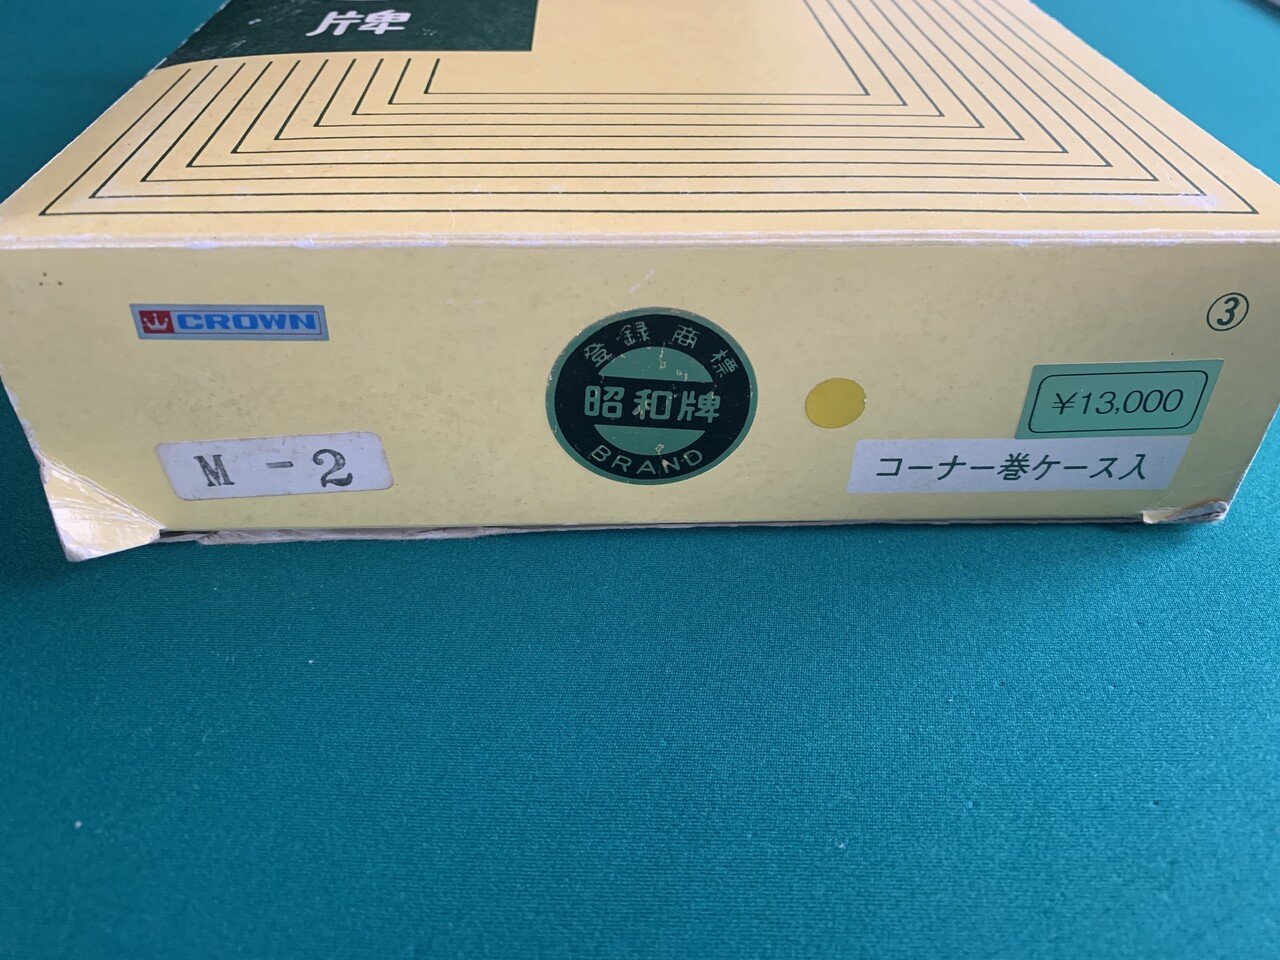 牌
CROWN
③
登録商標
昭和牌
BRAND
¥13,000
M-2
コーナー巻ケース入